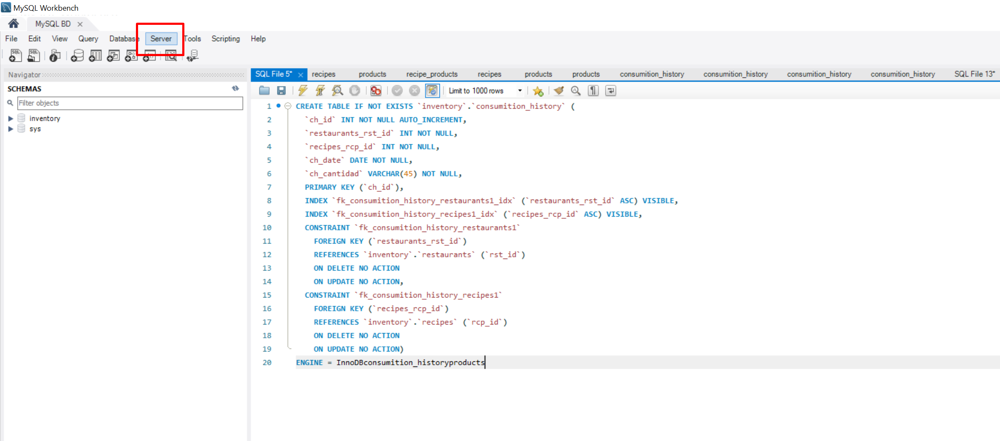 MySQL Workbench
MySQL BD
File Edit View Query Database Server Tools Scripting Help
Navigator
SCHEMAS
Filter objects
inventory
sys
SQL File 5* recipes products recipe_products recipes products products consumition_history consumition_history consumition_history consumition_history SQL File 13*
Limit to 1000 rows
1 CREATE TABLE IF NOT EXISTS `inventory`.`consumition_history` (
2 `ch_id` INT NOT NULL AUTO_INCREMENT,
3 `restaurants_rst_id` INT NOT NULL,
4 `recipes_rcp_id` INT NOT NULL,
5 `ch_date` DATE NOT NULL,
6 `ch_cantidad` VARCHAR(45) NOT NULL,
7 PRIMARY KEY (`ch_id`),
8 INDEX `fk_consumition_history_restaurants1_idx` (`restaurants_rst_id` ASC) VISIBLE,
9 INDEX `fk_consumition_history_recipes1_idx` (`recipes_rcp_id` ASC) VISIBLE,
10 CONSTRAINT `fk_consumition_history_restaurants1`
11 FOREIGN KEY (`restaurants_rst_id`)
12 REFERENCES `inventory`.`restaurants` (`rst_id`)
13 ON DELETE NO ACTION
14 ON UPDATE NO ACTION,
15 CONSTRAINT `fk_consumition_history_recipes1`
16 FOREIGN KEY (`recipes_rcp_id`)
17 REFERENCES `inventory`.`recipes` (`rcp_id`)
18 ON DELETE NO ACTION
19 ON UPDATE NO ACTION)
20 ENGINE = InnoDBconsumition_historyproducts